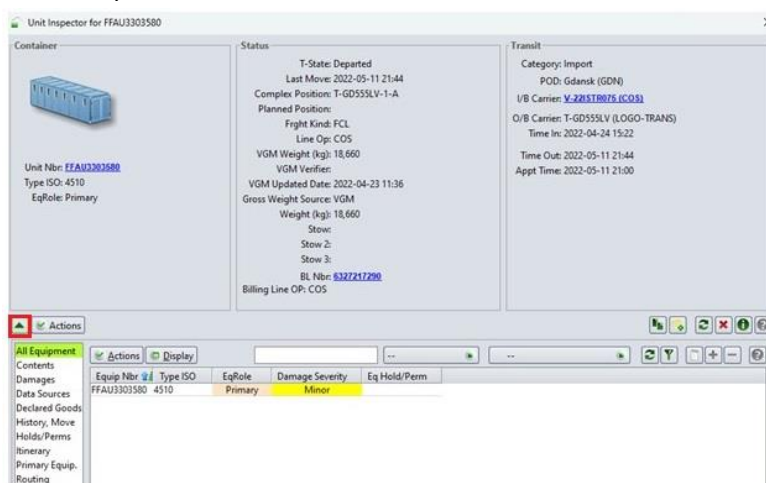 Unit Inspector for FFAU3303580
Container
Unit Nbr: FFAU3303580
Type ISO: 4510
EqRole: Primary
Status
T-State: Departed
Last Move: 2022-05-11 21:44
Complex Position: T-GD555LV-1-A
Planned Position:
Frght Kind: FCL
Line Op: COS
VGM Weight (kg): 18,660
VGM Verifier:
VGM Updated Date: 2022-04-23 11:36
Gross Weight Source: VGM
Weight (kg): 18,660
Stow:
Stow 2:
Stow 3:
BL Nbr: 6327217290
Billing Line OP: COS
Transit
Category: Import
POD: Gdansk (GDN)
I/B Carrier: V-22ISTR075 (COS)
O/B Carrier: T-GD555LV (LOGO-TRANS)
Time In: 2022-04-24 15:22
Time Out: 2022-05-11 21:44
Appt Time: 2022-05-11 21:00
Actions
All Equipment
Contents
Damages
Data Sources
Declared Goods
History, Move
Holds/Perms
Itinerary
Primary Equip.
Routing
Actions Display -- --
Equip Nbr Type ISO EqRole Damage Severity Eq Hold/Perm
FFAU3303580 4510 Primary Minor